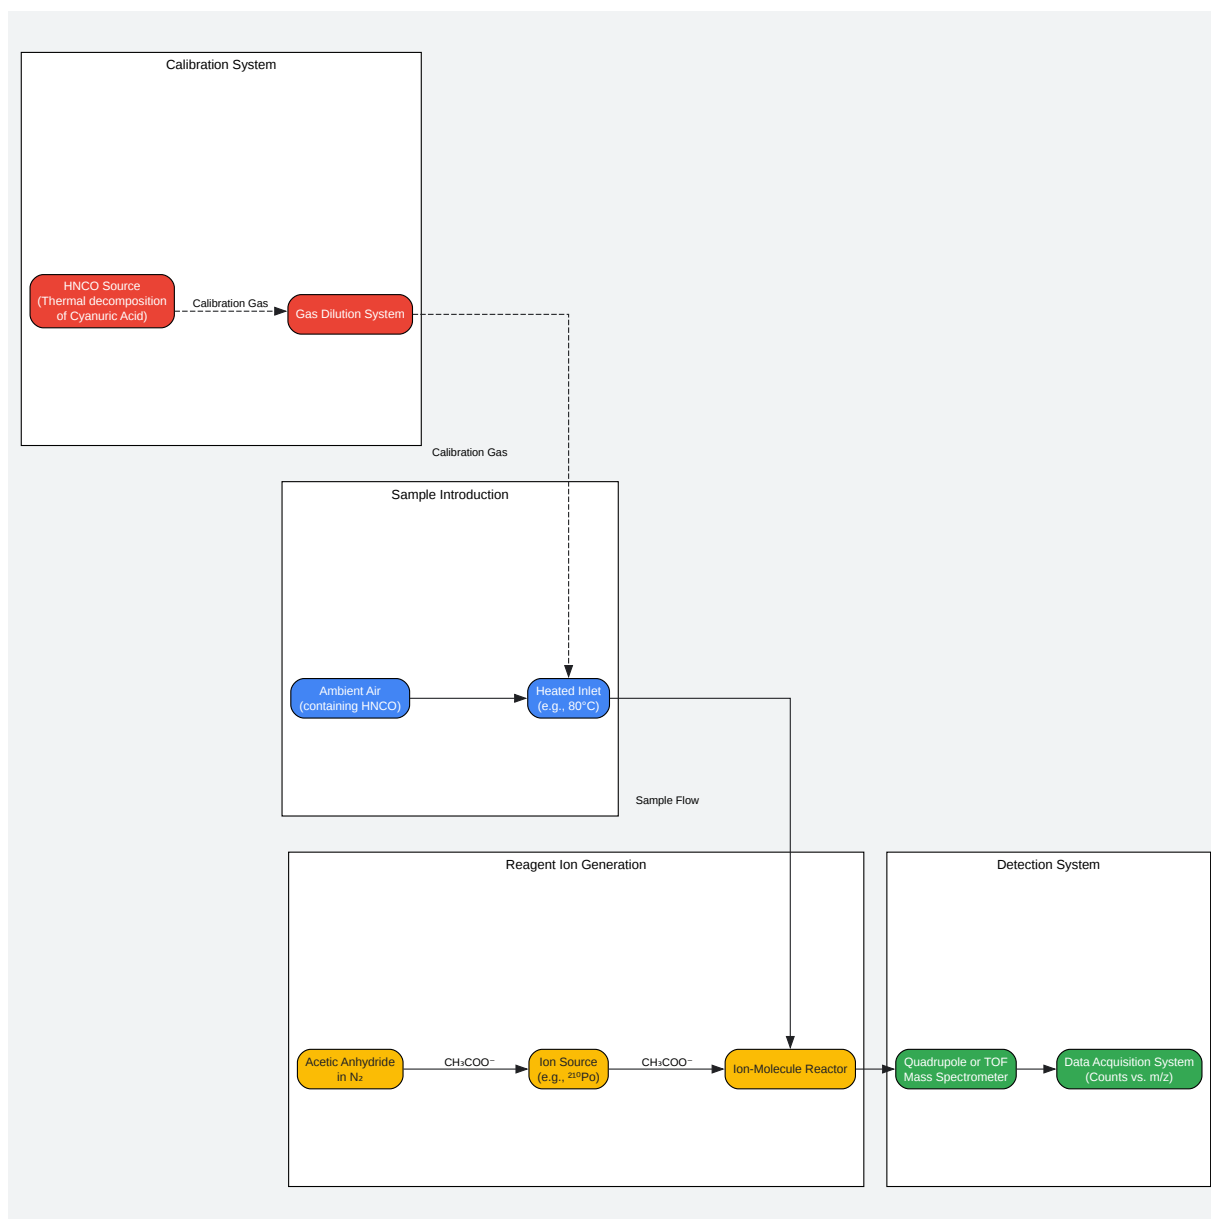 Calibration System
HNCO Source
(Thermal decomposition
of Cyanuric Acid)
Calibration Gas
Gas Dilution System
Calibration Gas
Sample Introduction
Ambient Air
(containing HNCO)
Heated Inlet
(e.g., 80°C)
Sample Flow
Reagent Ion Generation
Acetic Anhydride
in N₂
CH₃COO⁻
Ion Source
(e.g., ²¹⁰Po)
CH₃COO⁻
Ion-Molecule Reactor
Detection System
Quadrupole or TOF
Mass Spectrometer
Data Acquisition System
(Counts vs. m/z)